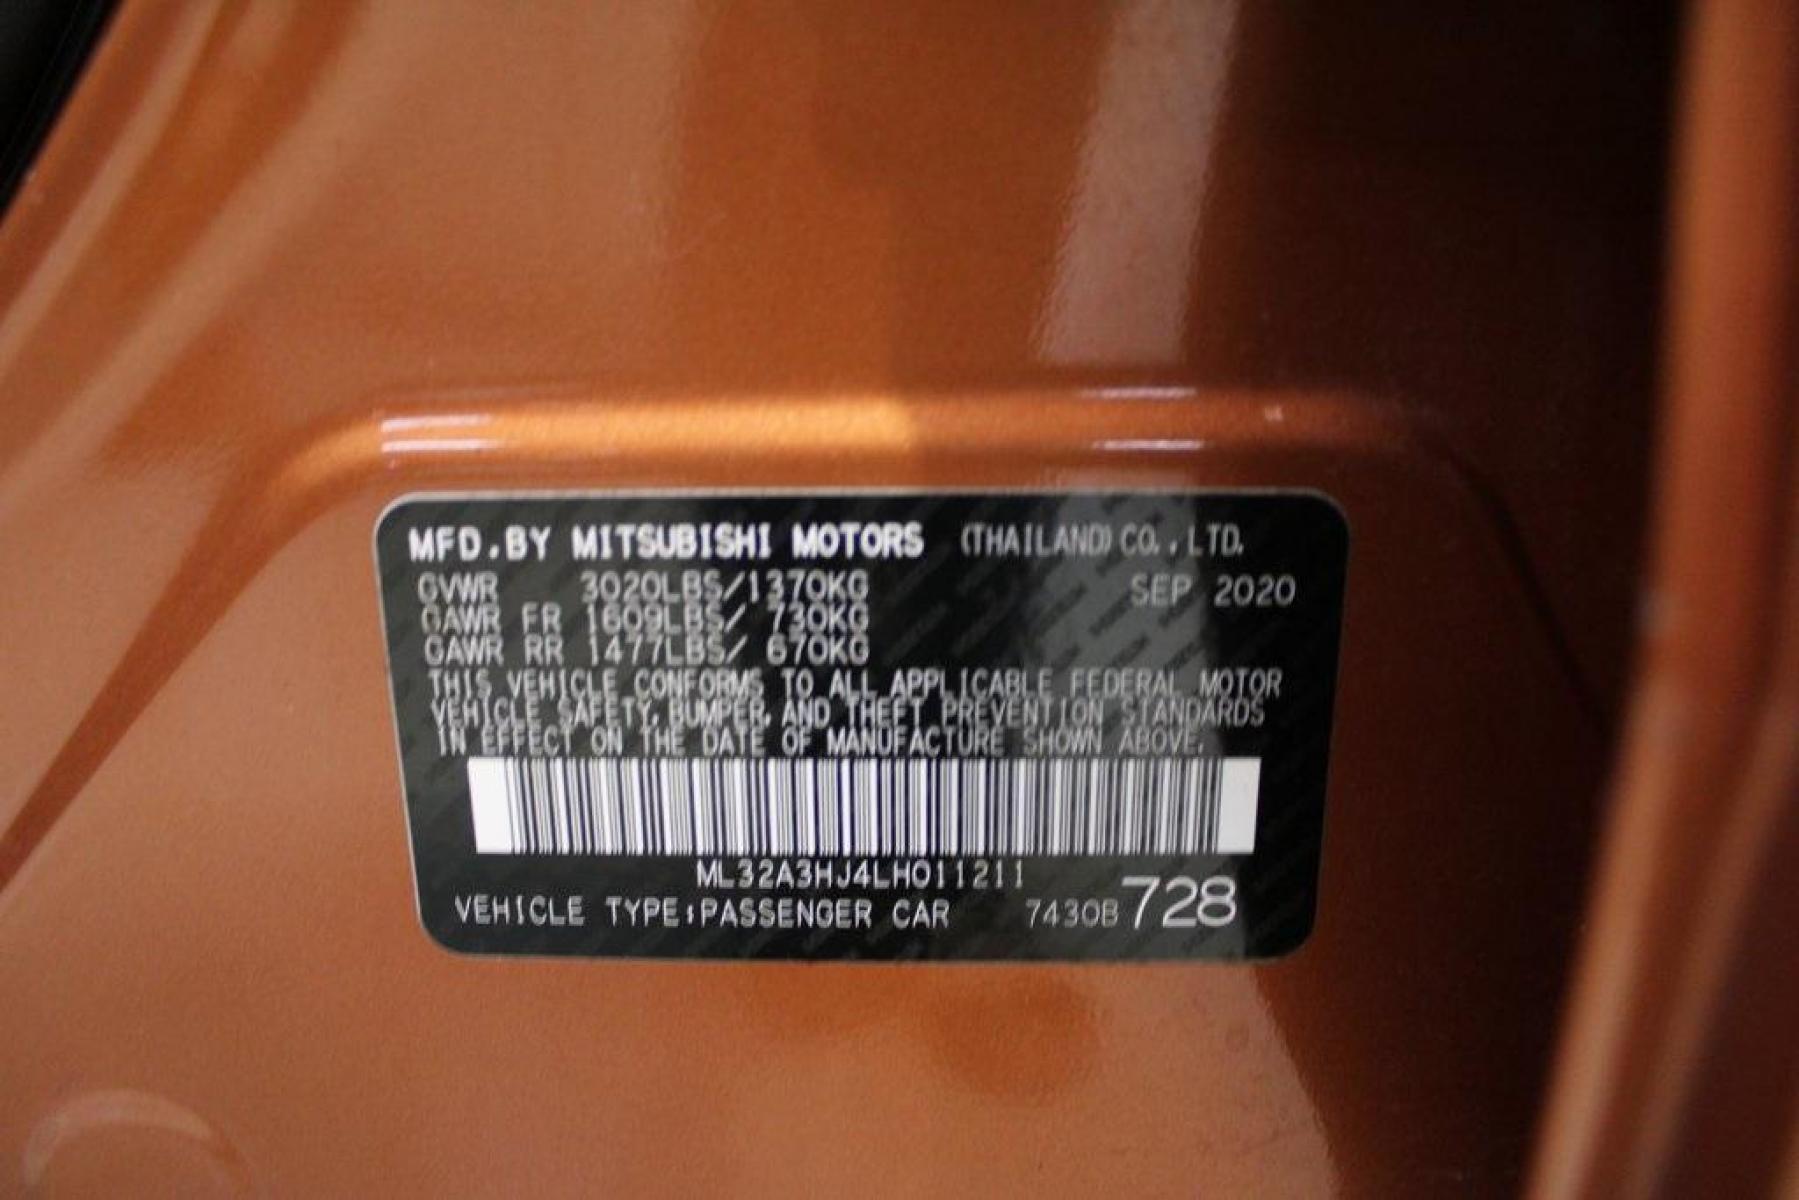 MFD.BY MITSUBISHI MOTORS (THAILAND) CO., LTD.
GVWR 3020LBS/1370KG SEP 2020
GAWR FR 1609LBS/ 730KG
GAWR RR 1477LBS/ 670KG
THIS VEHICLE CONFORMS TO ALL APPLICABLE FEDERAL MOTOR
VEHICLE SAFETY, BUMPER, AND THEFT PREVENTION STANDARDS
IN EFFECT ON THE DATE OF MANUFACTURE SHOWN ABOVE.
ML32A3HJ4LH011211
VEHICLE TYPE:PASSENGER CAR 7430B 728